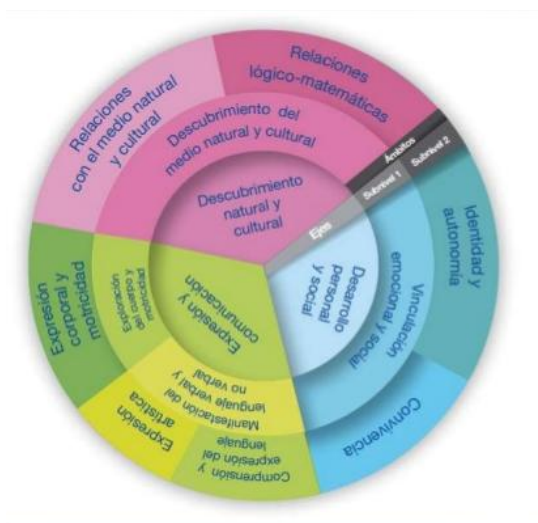 Relaciones
lógico-matemáticas
Relaciones
con el medio natural
y cultural
Descubrimiento del
medio natural y cultural
Descubrimiento
natural y
cultural
Ámbitos
Subnivel 1
Subnivel 2
Ejes
Identidad y
autonomía
Vinculación
emocional y social
Desarrollo
personal
y social
Convivencia
Expresión y
comunicación
Exploración
del cuerpo y
motricidad
Expresión
corporal y
motricidad
Manifestación del
lenguaje verbal y
no verbal
Expresión
artística
Comprensión y
expresión del
lenguaje